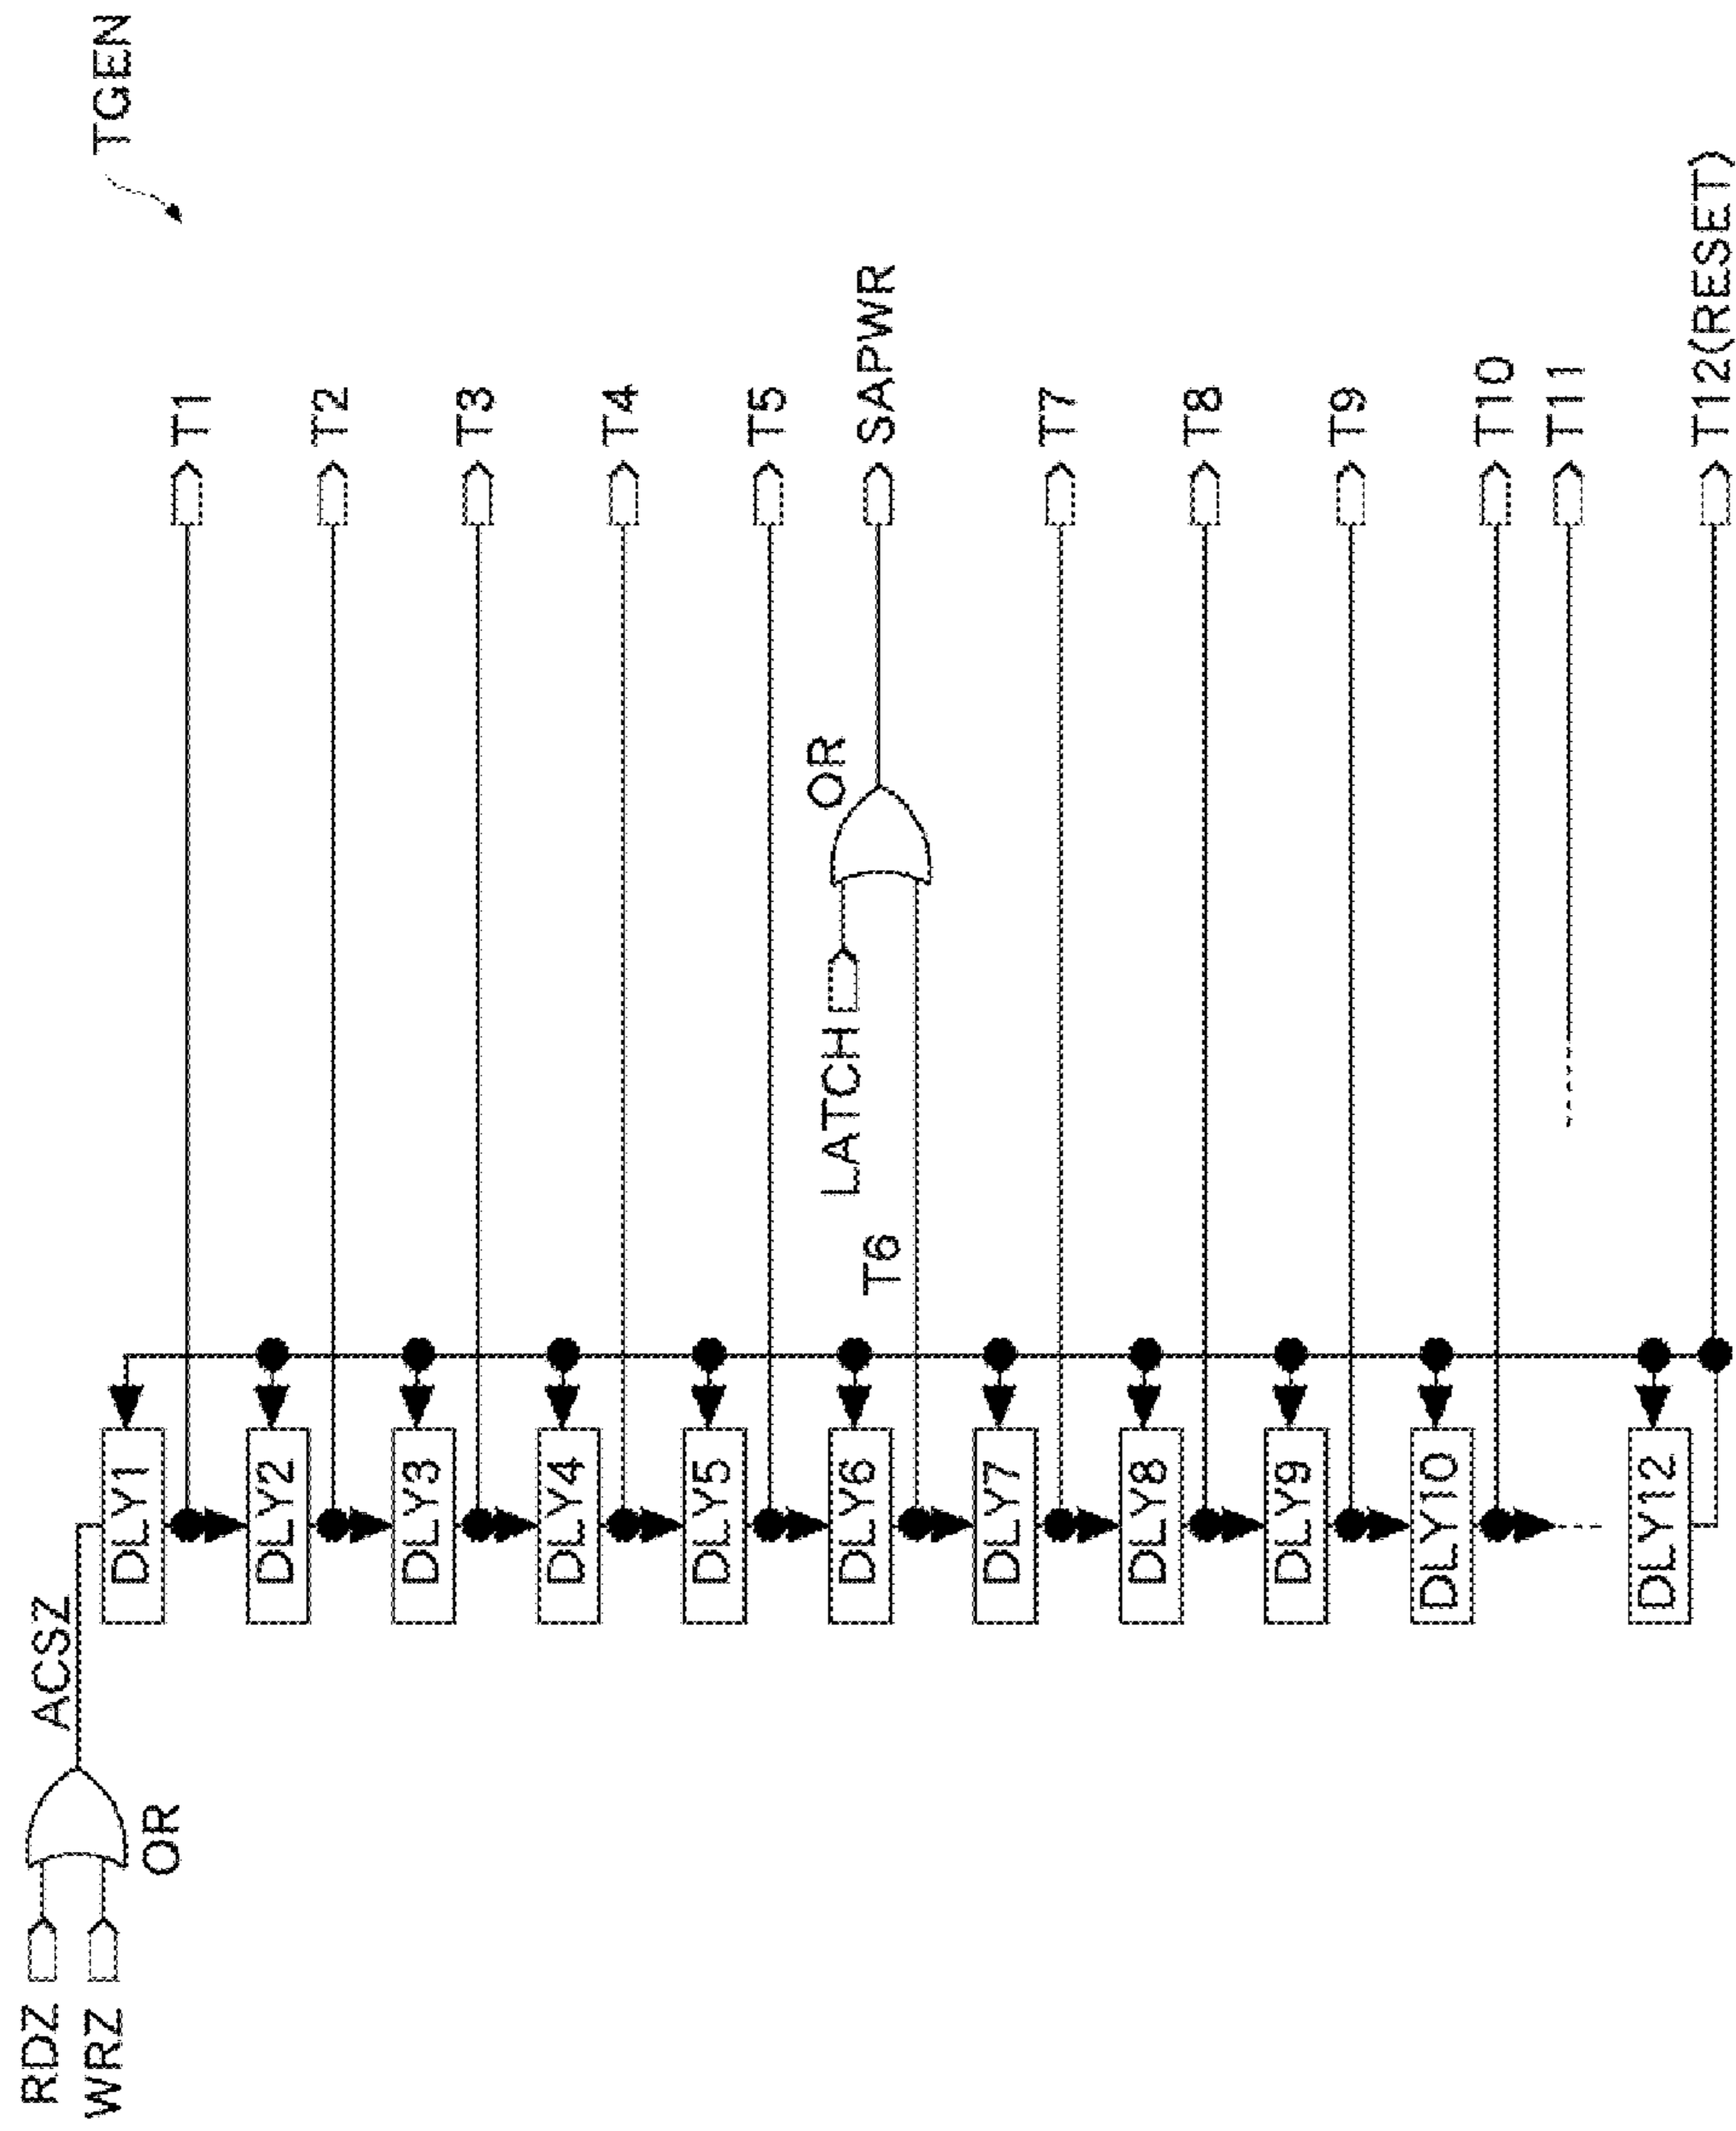 TGEN
RDZ
WRZ
OR
ACSZ
DLY1
T1
DLY2
T2
DLY3
T3
DLY4
T4
DLY5
T5
DLY6
T6
LATCH
OR
SAPWR
DLY7
T7
DLY8
T8
DLY9
T9
DLY10
T10
T11
DLY12
T12(RESET)